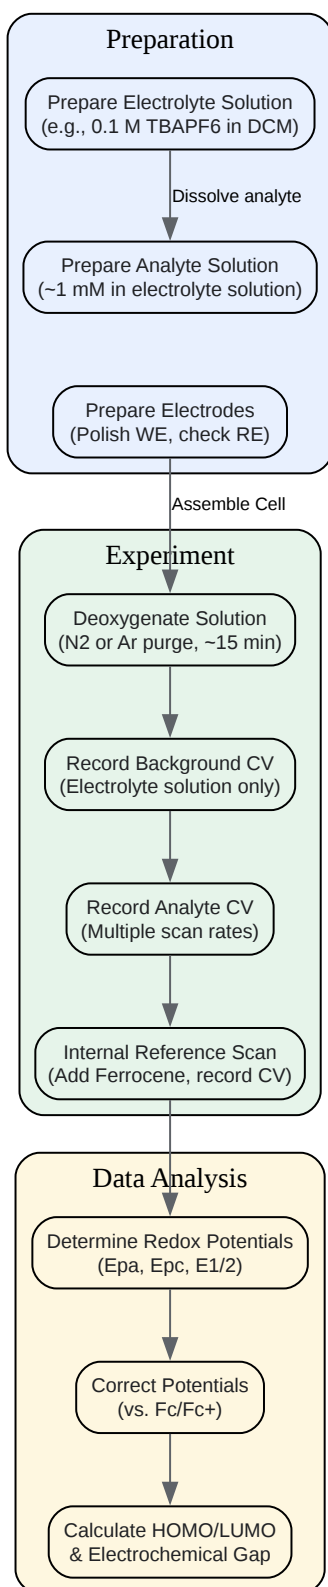 Preparation
Prepare Electrolyte Solution
(e.g., 0.1 M TBAPF6 in DCM)
Dissolve analyte
Prepare Analyte Solution
(~1 mM in electrolyte solution)
Prepare Electrodes
(Polish WE, check RE)
Assemble Cell
Experiment
Deoxygenate Solution
(N2 or Ar purge, ~15 min)
Record Background CV
(Electrolyte solution only)
Record Analyte CV
(Multiple scan rates)
Internal Reference Scan
(Add Ferrocene, record CV)
Data Analysis
Determine Redox Potentials
(Epa, Epc, E1/2)
Correct Potentials
(vs. Fc/Fc+)
Calculate HOMO/LUMO
& Electrochemical Gap